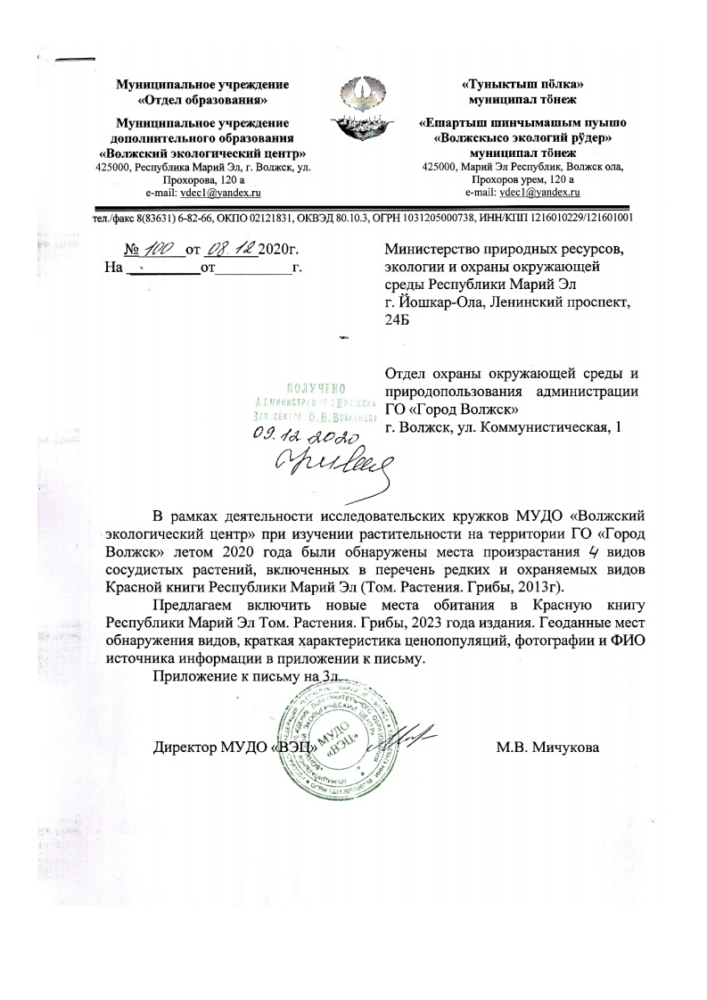 Муниципальное учреждение
«Отдел образования»
Муниципальное учреждение
дополнительного образования
«Волжский экологический центр»
425000, Республика Марий Эл, г. Волжск, ул.
Прохорова, 120 а
e-mail: vdec1@yandex.ru
«Туныктыш пӧлка»
муниципал тӧнеж
«Ешартыш шинчымашым пуышо
«Волжскысо экологий рӱдер»
муниципал тӧнеж
425000, Марий Эл Республик, Волжск ола,
Прохоров урем, 120 а
e-mail: vdec1@yandex.ru
тел./факс 8(83631) 6-82-66, ОКПО 02121831, ОКВЭД 80.10.3, ОГРН 1031205000738, ИНН/КПП 1216010229/121601001
№ 100 от 08.12 2020г.
На от г.
Министерство природных ресурсов,
экологии и охраны окружающей
среды Республики Марий Эл
г. Йошкар-Ола, Ленинский проспект,
24Б
Отдел охраны окружающей среды и
природопользования администрации
ГО «Город Волжск»
г. Волжск, ул. Коммунистическая, 1
ПОЛУЧЕНО
09.12.2020
В рамках деятельности исследовательских кружков МУДО «Волжский
экологический центр» при изучении растительности на территории ГО «Город
Волжск» летом 2020 года были обнаружены места произрастания 4 видов
сосудистых растений, включенных в перечень редких и охраняемых видов
Красной книги Республики Марий Эл (Том. Растения. Грибы, 2013г).
Предлагаем включить новые места обитания в Красную книгу
Республики Марий Эл Том. Растения. Грибы, 2023 года издания. Геоданные мест
обнаружения видов, краткая характеристика ценопопуляций, фотографии и ФИО
источника информации в приложении к письму.
Приложение к письму на 3л.
Директор МУДО «ВЭЦ» М.В. Мичукова
МУДО
«ВЭЦ»